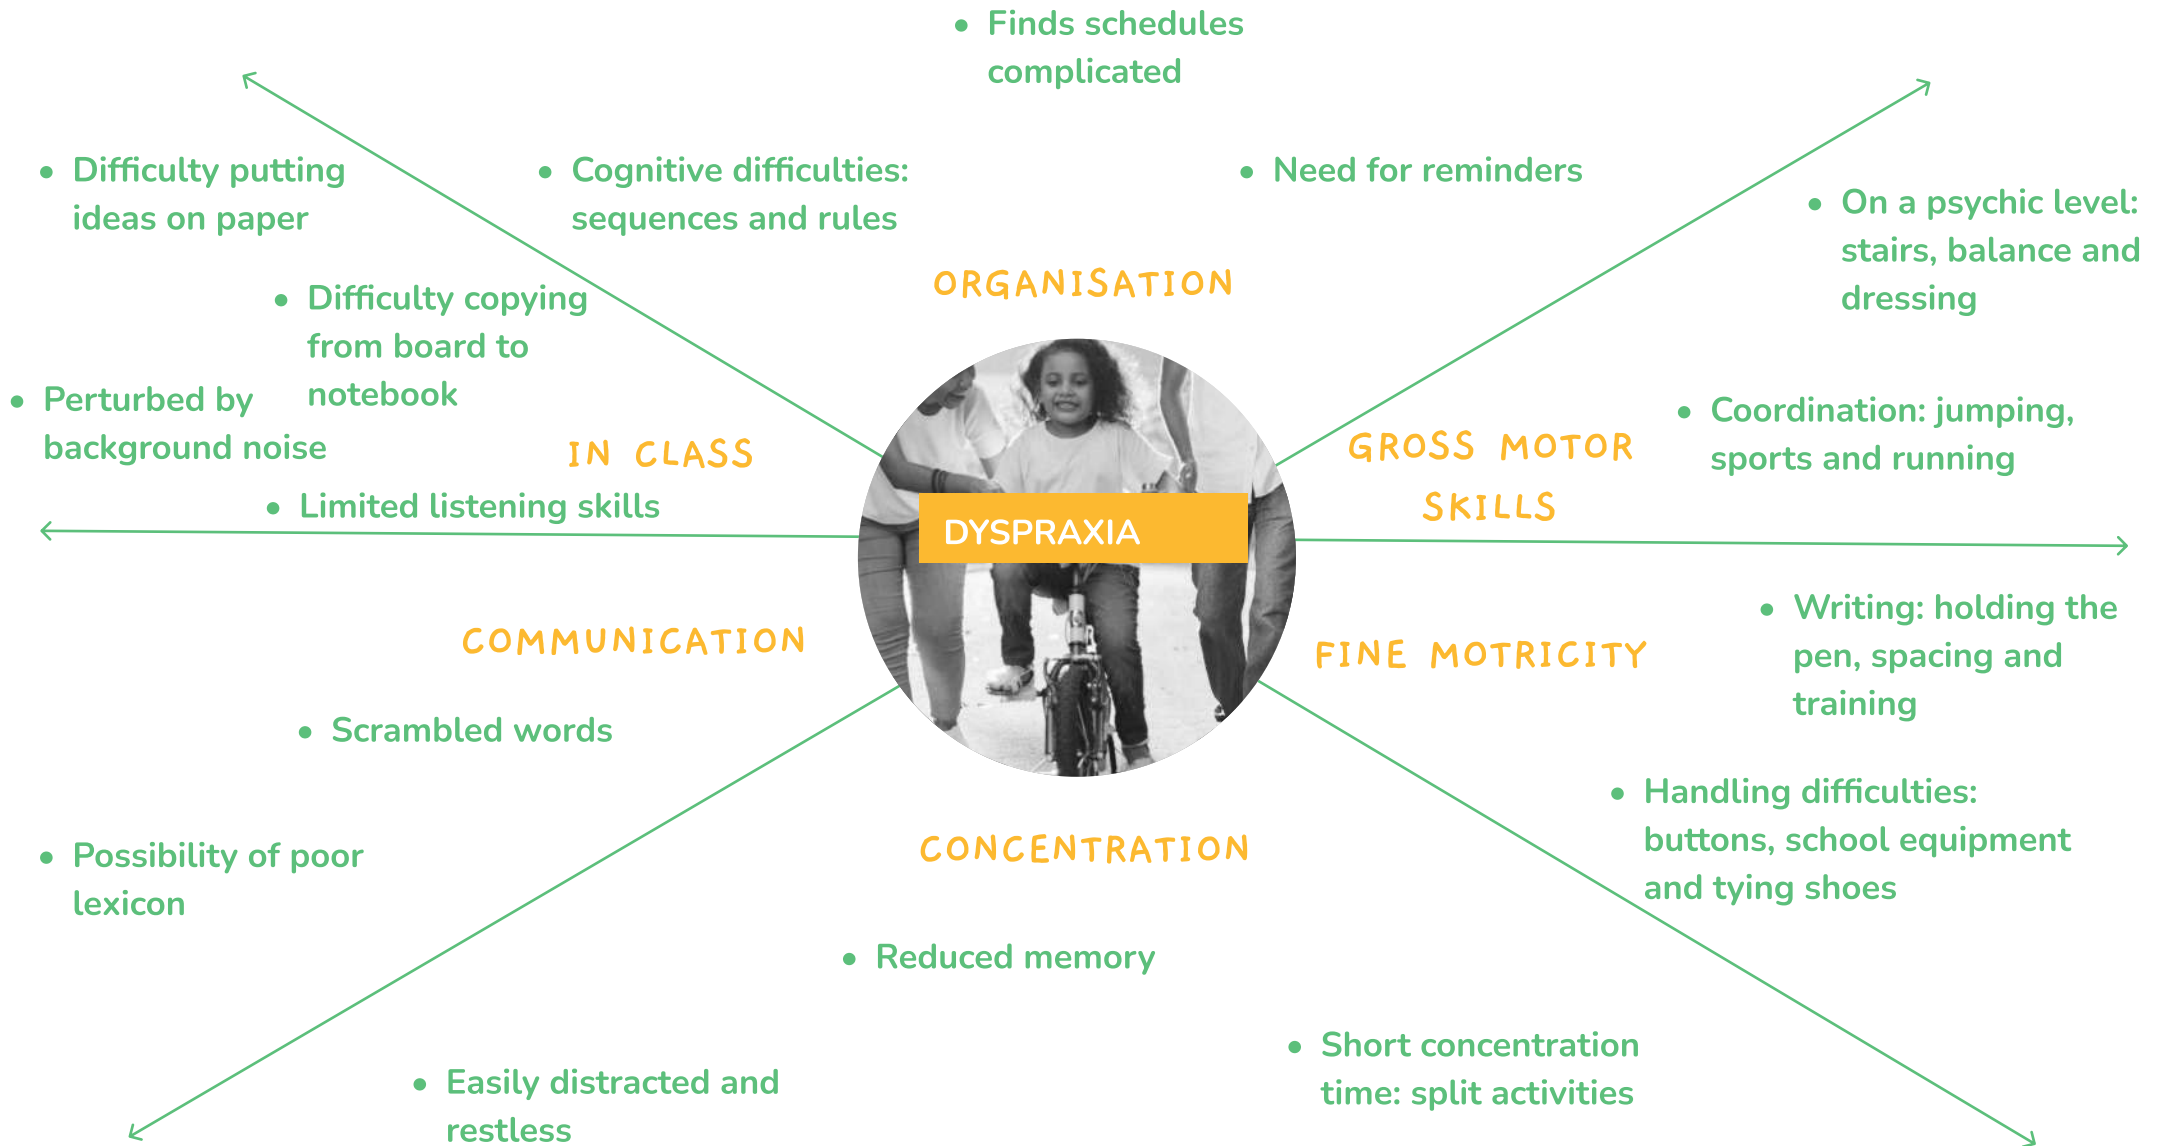 • Finds schedules
complicated
• Cognitive difficulties:
sequences and rules
• Need for reminders
ORGANISATION
• Difficulty putting
ideas on paper
• Difficulty copying
from board to
notebook
• Perturbed by
background noise
IN CLASS
• Limited listening skills
• On a psychic level:
stairs, balance and
dressing
• Coordination: jumping,
sports and running
GROSS MOTOR
SKILLS
DYSPRAXIA
COMMUNICATION
• Scrambled words
• Possibility of poor
lexicon
FINE MOTRICITY
• Writing: holding the
pen, spacing and
training
• Handling difficulties:
buttons, school equipment
and tying shoes
CONCENTRATION
• Reduced memory
• Easily distracted and
restless
• Short concentration
time: split activities